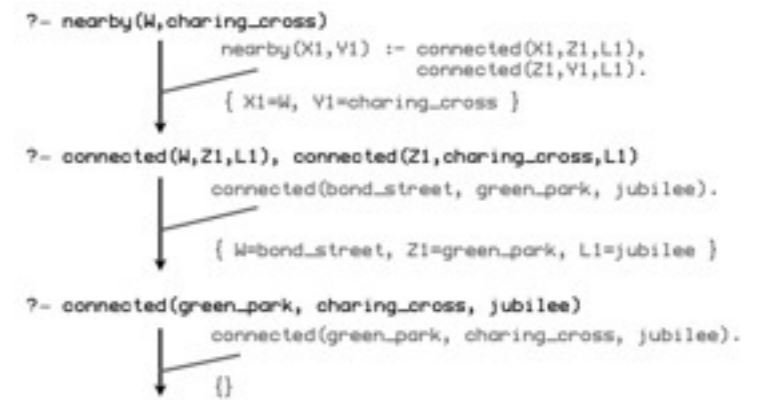 ?- nearby(W,charing_cross)
nearby(X1,Y1) :- connected(X1,Z1,L1),
connected(Z1,Y1,L1).
{ X1=W, Y1=charing_cross }
?- connected(W,Z1,L1), connected(Z1,charing_cross,L1)
connected(bond_street, green_park, jubilee).
{ W=bond_street, Z1=green_park, L1=jubilee }
?- connected(green_park, charing_cross, jubilee)
connected(green_park, charing_cross, jubilee).
{}